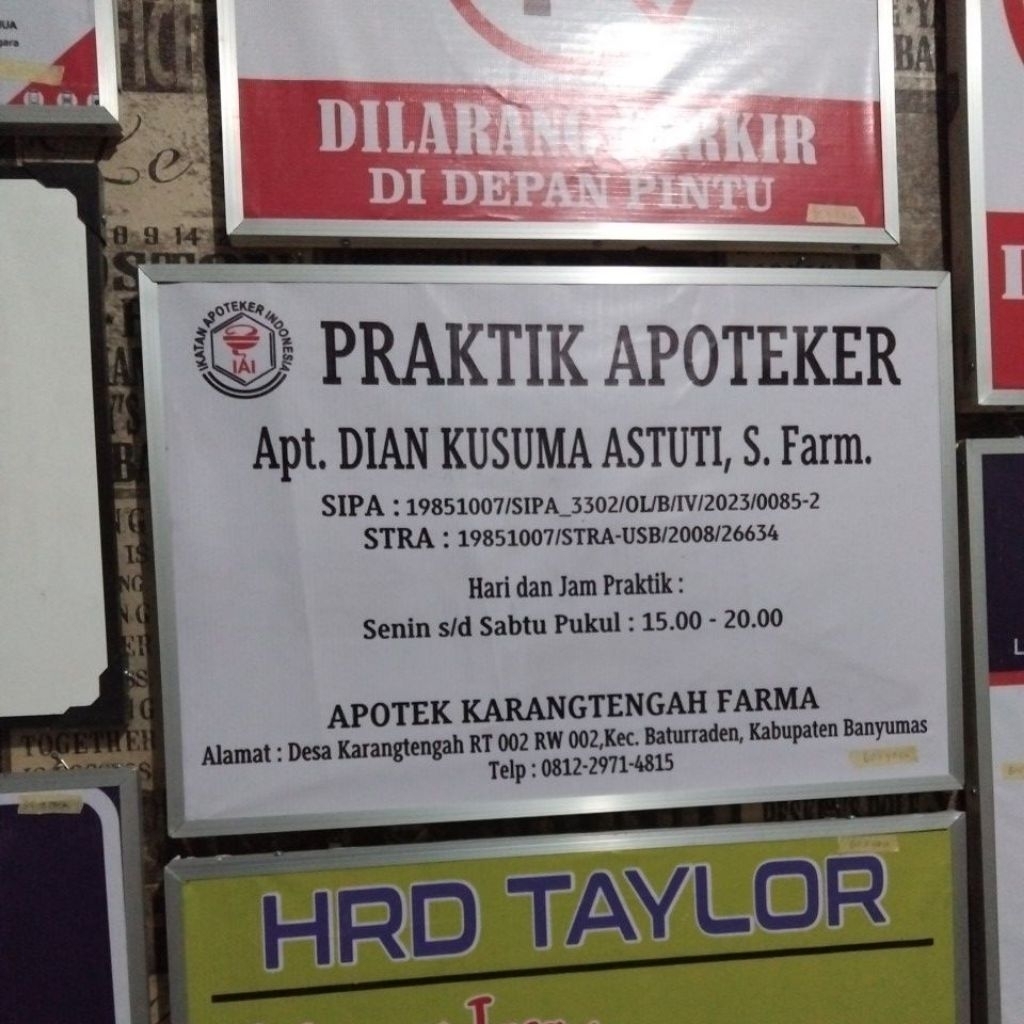 DILARANG PARKIR
DI DEPAN PINTU
IKATAN APOTEKER INDONESIA
IAI
PRAKTIK APOTEKER
Apt. DIAN KUSUMA ASTUTI, S. Farm.
SIPA : 19851007/SIPA_3302/OL/B/IV/2023/0085-2
STRA : 19851007/STRA-USB/2008/26634
Hari dan Jam Praktik :
Senin s/d Sabtu Pukul : 15.00 - 20.00
APOTEK KARANGTENGAH FARMA
Alamat : Desa Karangtengah RT 002 RW 002,Kec. Baturraden, Kabupaten Banyumas
Telp : 0812-2971-4815
TOGETHER
HRD TAYLOR